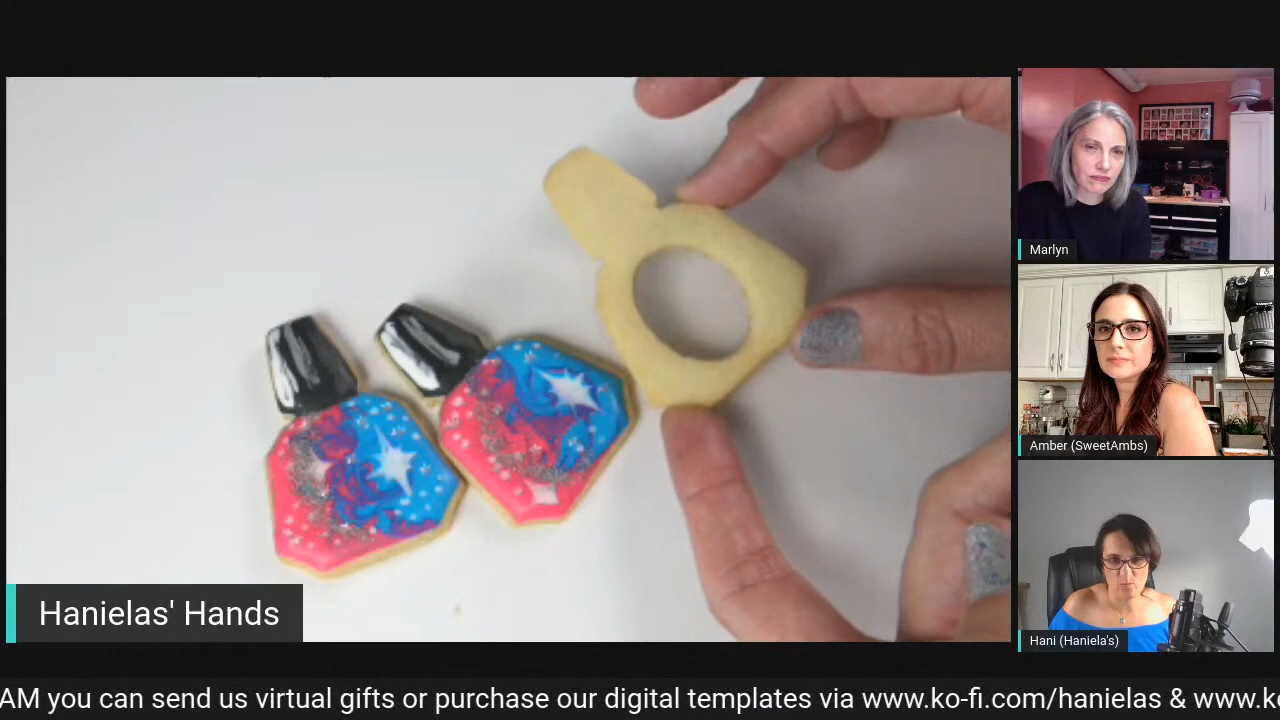 Marlyn
Amber (SweetAmbs)
Hanielas' Hands
Hani (Haniela's)
AM you can send us virtual gifts or purchase our digital templates via www.ko-fi.com/hanielas & www.k